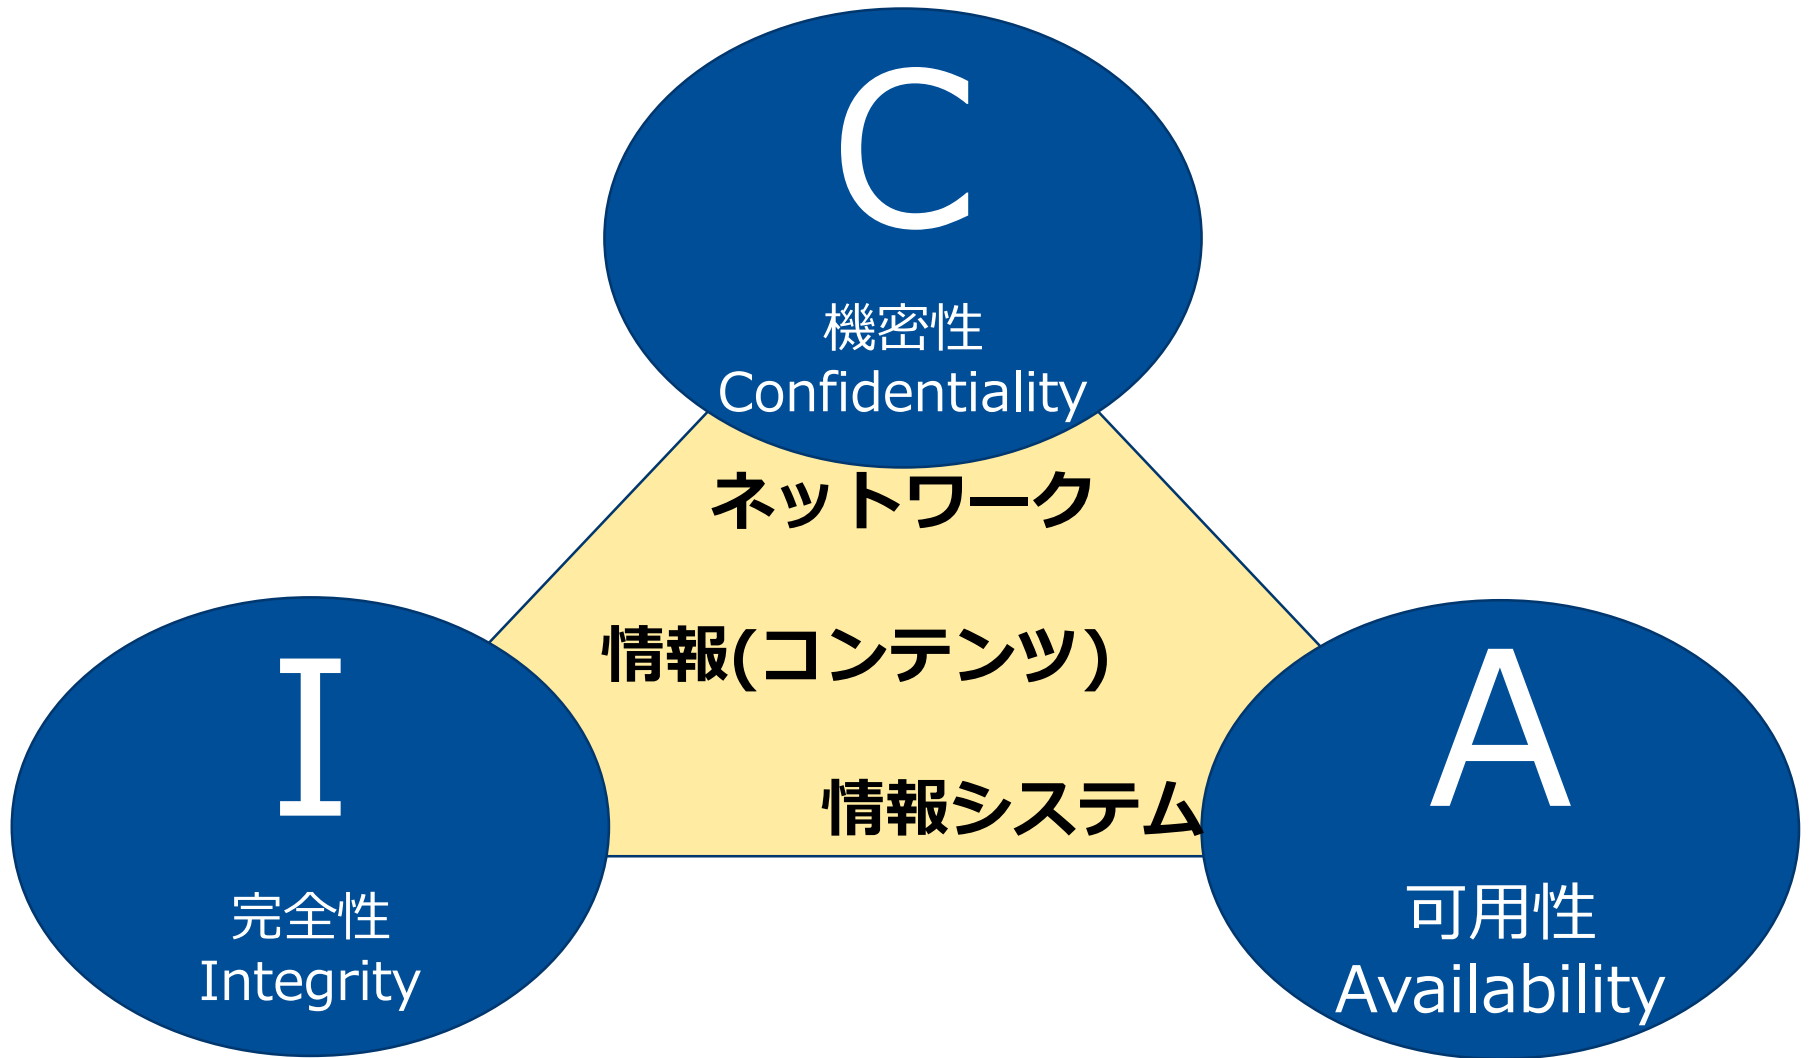 C
機密性
Confidentiality
ネットワーク
情報(コンテンツ)
情報システム
I
完全性
Integrity
A
可用性
Availability